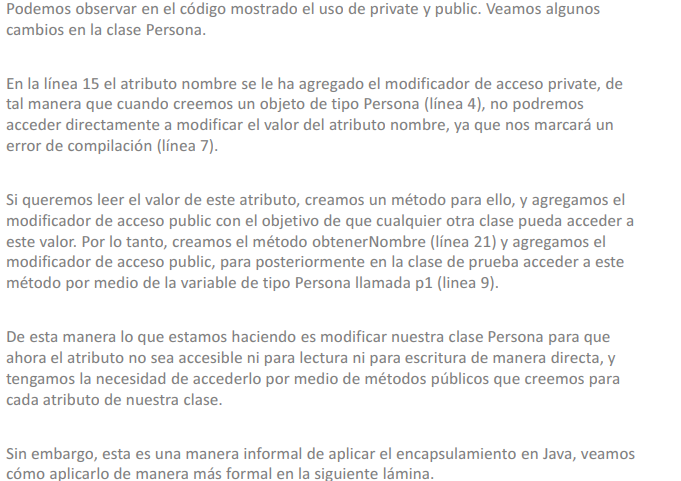 Podemos observar en el código mostrado el uso de private y public. Veamos algunos
cambios en la clase Persona.
En la línea 15 el atributo nombre se le ha agregado el modificador de acceso private, de
tal manera que cuando creemos un objeto de tipo Persona (línea 4), no podremos
acceder directamente a modificar el valor del atributo nombre, ya que nos marcará un
error de compilación (línea 7).
Si queremos leer el valor de este atributo, creamos un método para ello, y agregamos el
modificador de acceso public con el objetivo de que cualquier otra clase pueda acceder a
este valor. Por lo tanto, creamos el método obtenerNombre (línea 21) y agregamos el
modificador de acceso public, para posteriormente en la clase de prueba acceder a este
método por medio de la variable de tipo Persona llamada p1 (linea 9).
De esta manera lo que estamos haciendo es modificar nuestra clase Persona para que
ahora el atributo no sea accesible ni para lectura ni para escritura de manera directa, y
tengamos la necesidad de accederlo por medio de métodos públicos que creemos para
cada atributo de nuestra clase.
Sin embargo, esta es una manera informal de aplicar el encapsulamiento en Java, veamos
cómo aplicarlo de manera más formal en la siguiente lámina.